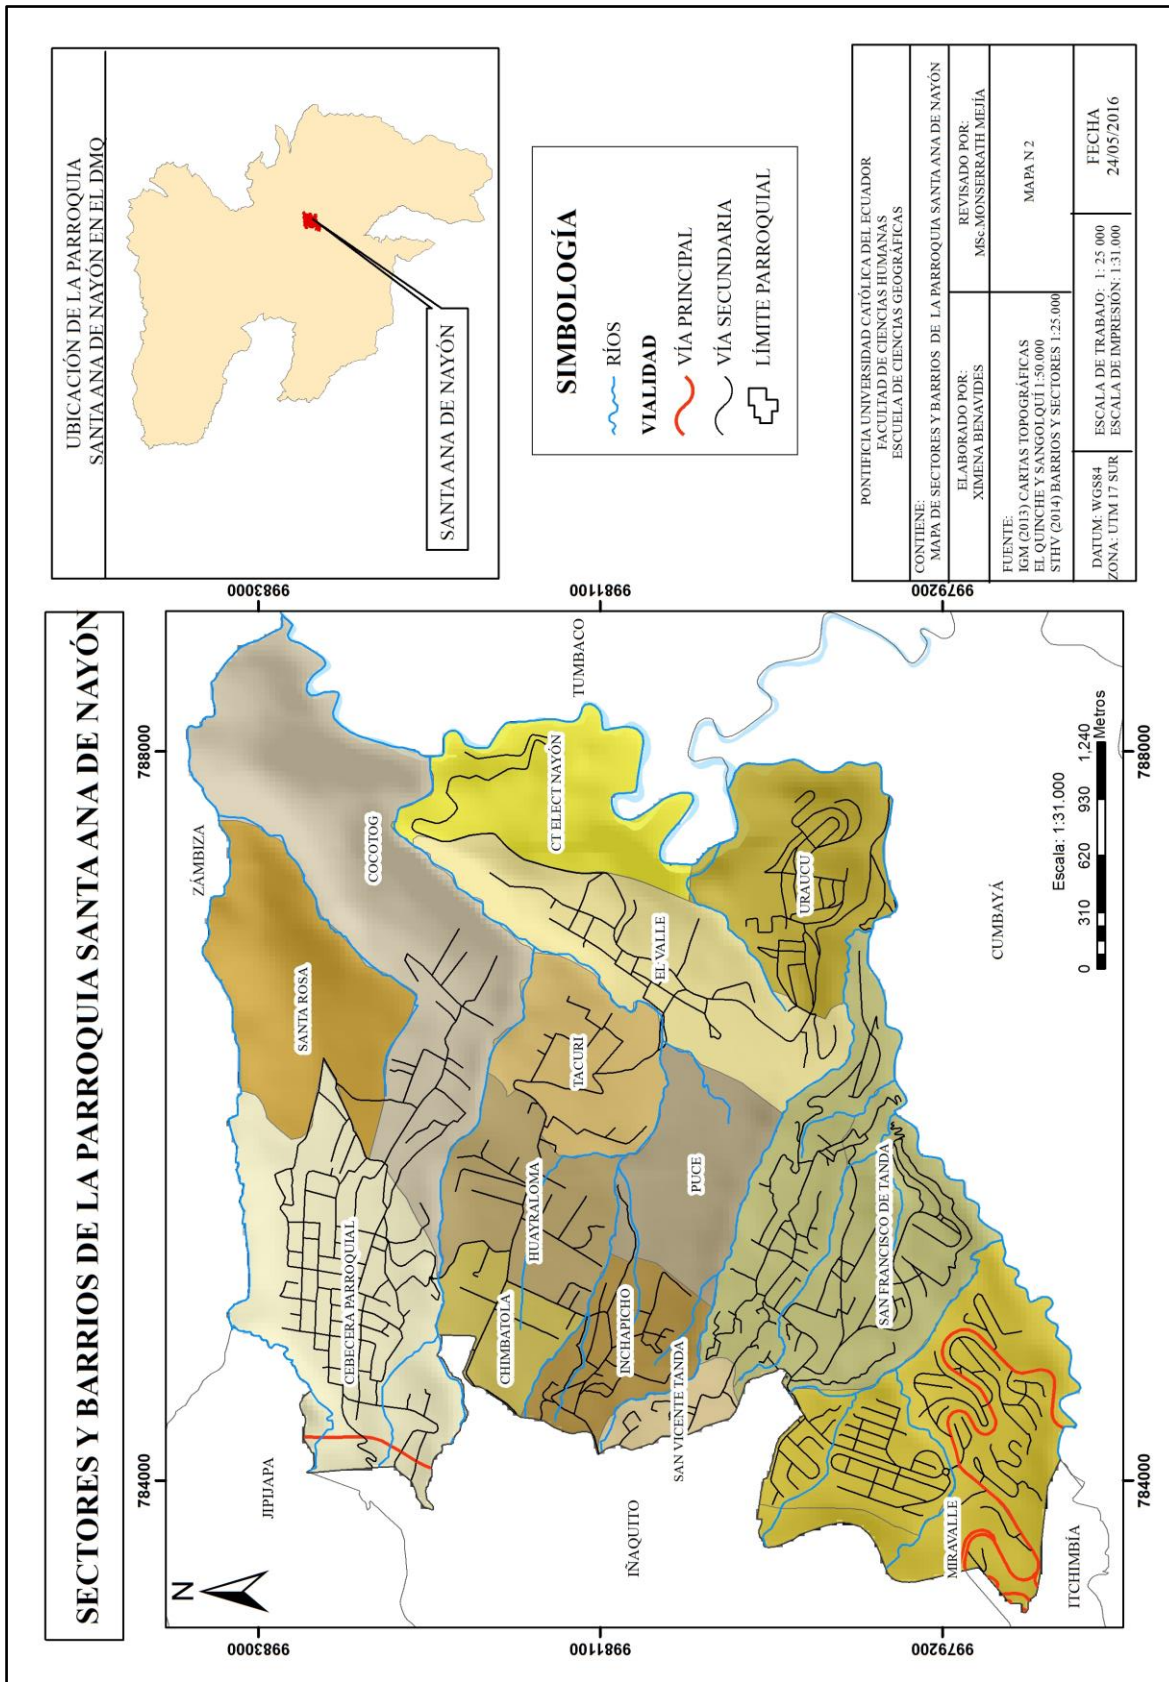 SECTORES Y BARRIOS DE LA PARROQUIA SANTA ANA DE NAYÓN
784000
788000
9983000
9981100
9979200
9983000
9981100
9979200
784000
788000
N
JIPIJAPA
ZÁMBIZA
TUMBACO
IÑAQUITO
ITCHIMBÍA
CUMBAYÁ
CEBECERA PARROQUIAL
SANTA ROSA
COCOTOG
CHIMBATOLA
HUAYRALOMA
TACURI
CT ELECT NAYÓN
INCHAPICHO
EL VALLE
SAN VICENTE TANDA
PUCE
URAUCU
SAN FRANCISCO DE TANDA
MIRAVALLE
Escala: 1:31.000
0 310 620 930 1,240
Metros
UBICACIÓN DE LA PARROQUIA
SANTA ANA DE NAYÓN EN EL DMQ
SANTA ANA DE NAYÓN
SIMBOLOGÍA
RÍOS
VIALIDAD
VÍA PRINCIPAL
VÍA SECUNDARIA
LÍMITE PARROQUIAL
PONTIFICIA UNIVERSIDAD CATÓLICA DEL ECUADOR
FACULTAD DE CIENCIAS HUMANAS
ESCUELA DE CIENCIAS GEOGRÁFICAS
CONTIENE:
MAPA DE SECTORES Y BARRIOS DE LA PARROQUIA SANTA ANA DE NAYÓN
ELABORADO POR:
XIMENA BENAVIDES
REVISADO POR:
MSc.MONSERRATH MEJÍA
FUENTE:
IGM (2013) CARTAS TOPOGRÁFICAS
EL QUINCHE Y SANGOLQUÍ 1:50.000
STHV (2014) BARRIOS Y SECTORES 1:25.000
MAPA N 2
DATUM: WGS84
ZONA: UTM 17 SUR
ESCALA DE TRABAJO: 1: 25 000
ESCALA DE IMPRESIÓN: 1:31.000
FECHA
24/05/2016